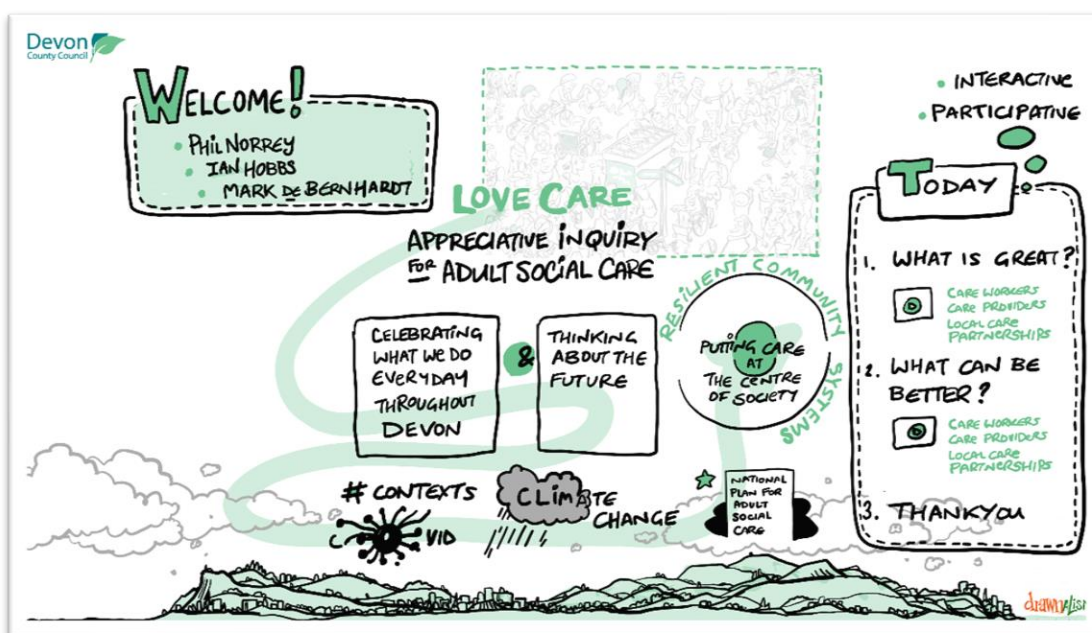 Devon
County Council
WELCOME!
• PHIL NORREY
• IAN HOBBS
• MARK DE BERNHARDT
LOVE CARE
APPRECIATIVE INQUIRY
FOR ADULT SOCIAL CARE
CELEBRATING
WHAT WE DO
EVERYDAY
THROUGHOUT
DEVON
&
THINKING
ABOUT THE
FUTURE
RESILIENT COMMUNITY SYSTEMS
PUTTING CARE
AT
THE CENTRE
OF SOCIETY
# CONTEXTS
C VID
CLIMATE
CHANGE
NATIONAL
PLAN FOR
ADULT
SOCIAL
CARE
• INTERACTIVE
• PARTICIPATIVE
TODAY
1. WHAT IS GREAT?
CARE WORKERS
CARE PROVIDERS
LOCAL CARE
PARTNERSHIPS
2. WHAT CAN BE
BETTER?
CARE WORKERS
CARE PROVIDERS
LOCAL CARE
PARTNERSHIPS
3. THANKYOU